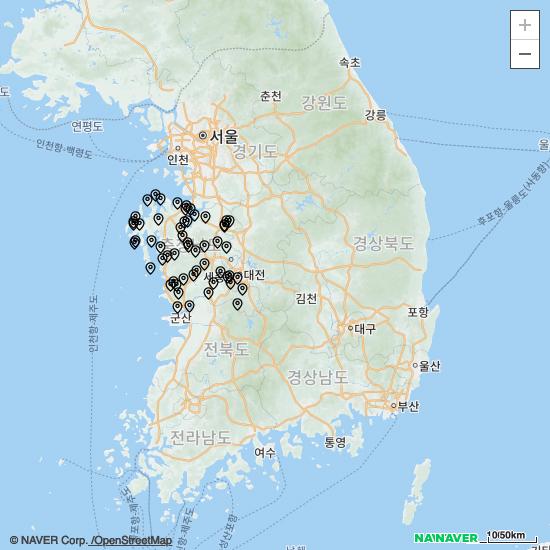 +
−
속초
춘천
강원도
강릉
연평도
도
서울
울
인천항-백령도
인천
경기도
후포항-울릉도(사동항)
경상북도
대전
김천
인천항-제주도
포항
군산
대구
전북도
울산
경상남도
부산
전라남도
통영
여수
© NAVER Corp. /OpenStreetMap
NAVER
10/50km